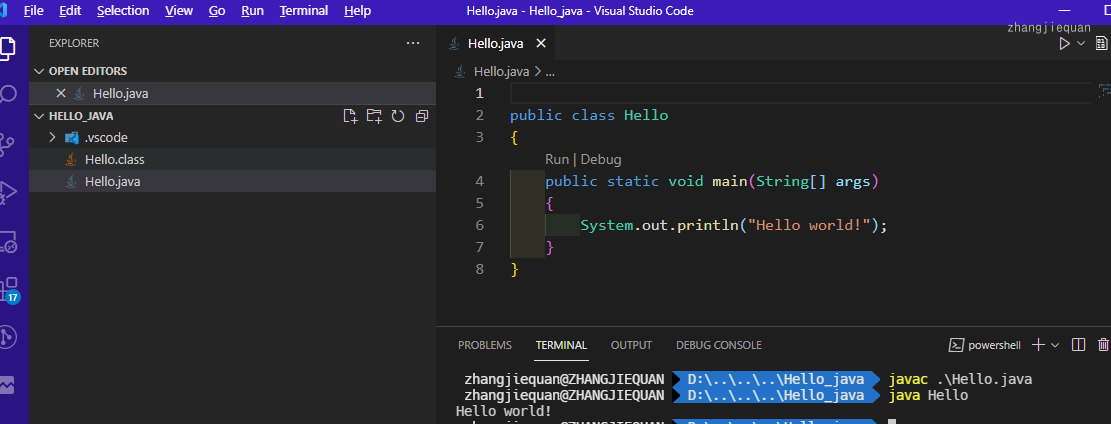 File Edit Selection View Go Run Terminal Help Hello.java - Hello_java - Visual Studio Code
zhangjiequan
EXPLORER ...
OPEN EDITORS
Hello.java
HELLO_JAVA
.vscode
Hello.class
Hello.java
17
Hello.java
Hello.java > ...
1
2 public class Hello
3 {
Run | Debug
4 public static void main(String[] args)
5 {
6 System.out.println("Hello world!");
7 }
8 }
PROBLEMS TERMINAL OUTPUT DEBUG CONSOLE powershell
zhangjiequan@ZHANGJIEQUAN D:\..\..\..\Hello_java javac .\Hello.java
zhangjiequan@ZHANGJIEQUAN D:\..\..\..\Hello_java java Hello
Hello world!